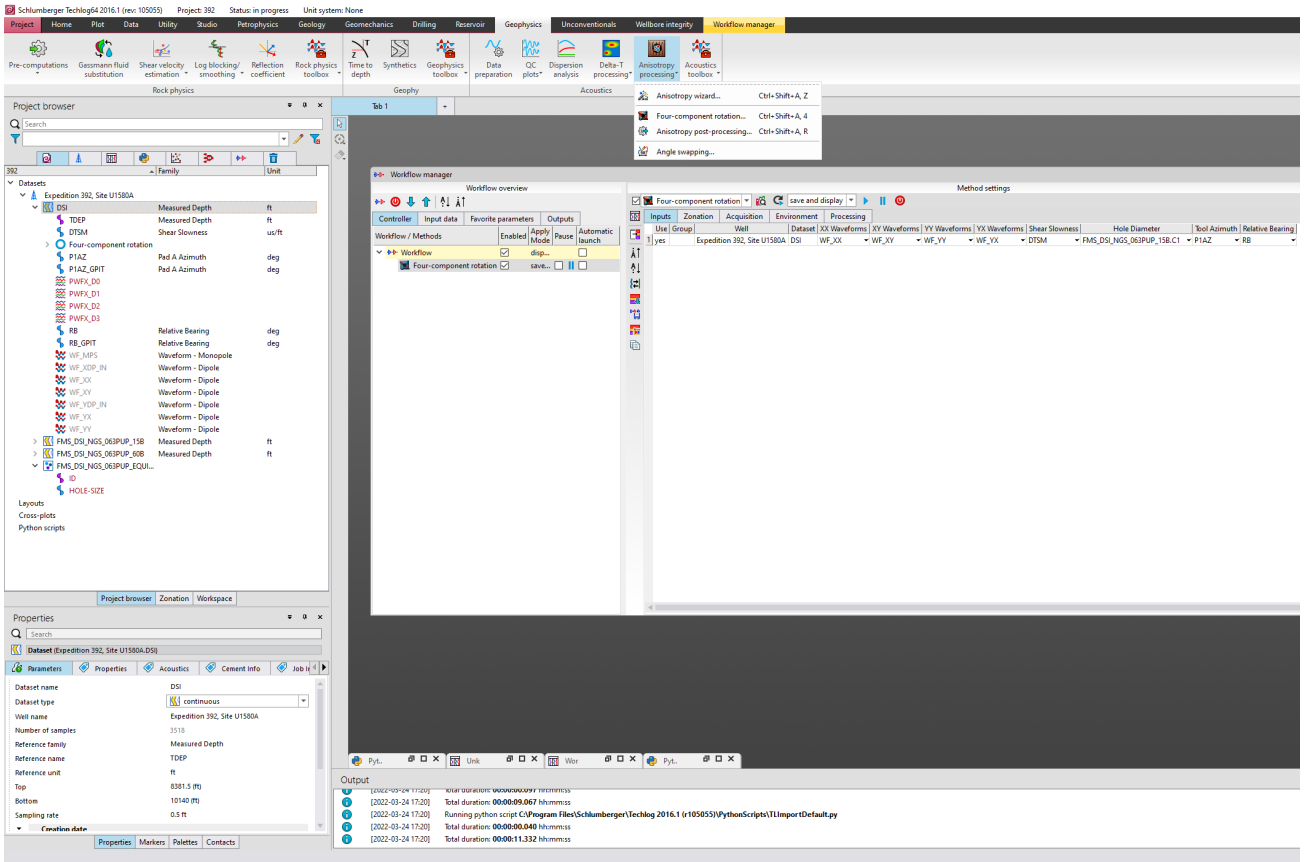 Schlumberger Techlog64 2016.1 (rev: 105055) Project: 392 Status: in progress Unit system: None
Project Home Plot Data Utility Studio Petrophysics Geology Geomechanics Drilling Reservoir Geophysics Unconventionals Wellbore integrity Workflow manager
Pre-computations
Gassmann fluid substitution
Shear velocity estimation
Log blocking/ smoothing
Reflection coefficient
Rock physics toolbox
Time to depth
Synthetics
Geophysics toolbox
Data preparation
QC plots
Dispersion analysis
Delta-T processing
Anisotropy processing
Acoustics toolbox
Rock physics
Geophy
Acoustics
Anisotropy wizard... Ctrl+Shift+A, Z
Four-component rotation... Ctrl+Shift+A, 4
Anisotropy post-processing... Ctrl+Shift+A, R
Angle swapping...
Project browser
Search
392 Family Unit
Datasets
Expedition 392, Site U1580A
DSI Measured Depth ft
TDEP Measured Depth ft
DTSM Shear Slowness us/ft
Four-component rotation
P1AZ Pad A Azimuth deg
P1AZ_GPIT Pad A Azimuth deg
PWFX_D0
PWFX_D1
PWFX_D2
PWFX_D3
RB Relative Bearing deg
RB_GPIT Relative Bearing deg
WF_MPS Waveform - Monopole
WF_XDP_IN Waveform - Dipole
WF_XX Waveform - Dipole
WF_XY Waveform - Dipole
WF_YDP_IN Waveform - Dipole
WF_YX Waveform - Dipole
WF_YY Waveform - Dipole
FMS_DSI_NGS_063PUP_15B Measured Depth ft
FMS_DSI_NGS_063PUP_60B Measured Depth ft
FMS_DSI_NGS_063PUP_EQUI...
ID
HOLE-SIZE
Layouts
Cross-plots
Python scripts
Project browser Zonation Workspace
Tab 1
Workflow manager
Workflow overview
Controller Input data Favorite parameters Outputs
Workflow / Methods Enabled Apply Mode Pause Automatic launch
Workflow disp...
Four-component rotation save...
Method settings
Four-component rotation save and display
Inputs Zonation Acquisition Environment Processing
Use Group Well Dataset XX Waveforms XY Waveforms YY Waveforms YX Waveforms Shear Slowness Hole Diameter Tool Azimuth Relative Bearing
1 yes Expedition 392, Site U1580A DSI WF_XX WF_XY WF_YY WF_YX DTSM FMS_DSI_NGS_063PUP_15B.C1 P1AZ RB
Properties
Search
Dataset (Expedition 392, Site U1580A.DSI)
Parameters Properties Acoustics Cement Info
Dataset name DSI
Dataset type continuous
Well name Expedition 392, Site U1580A
Number of samples 3518
Reference family Measured Depth
Reference name TDEP
Reference unit ft
Top 8381.5 (ft)
Bottom 10140 (ft)
Sampling rate 0.5 ft
Creation date
Properties Markers Palettes Contacts
Pyt.. Unk Wor Pyt..
Output
[2022-03-24 17:20] Total duration: 00:00:00.097 hh:mm:ss
[2022-03-24 17:20] Total duration: 00:00:09.067 hh:mm:ss
[2022-03-24 17:20] Running python script C:\Program Files\Schlumberger\Techlog 2016.1 (r105055)\PythonScripts\TLImportDefault.py
[2022-03-24 17:20] Total duration: 00:00:00.040 hh:mm:ss
[2022-03-24 17:20] Total duration: 00:00:11.332 hh:mm:ss